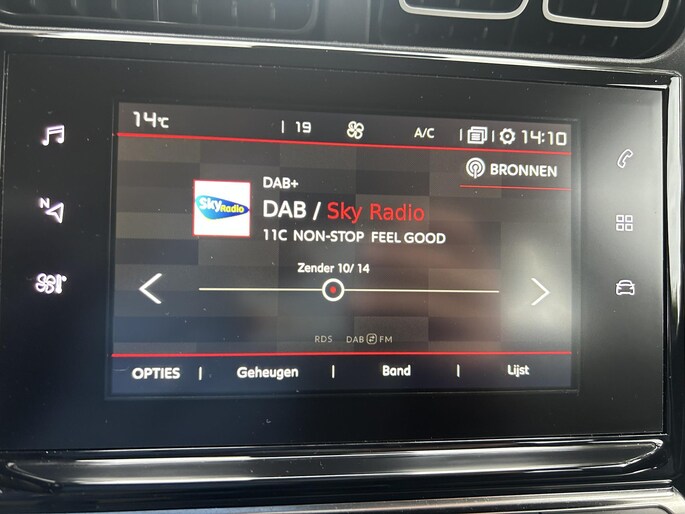 14°C | 19 A/C | | 14:10
BRONNEN
DAB+
Sky Radio
DAB / Sky Radio
11C NON-STOP FEEL GOOD
Zender 10/ 14
RDS DAB FM
OPTIES | Geheugen | Band | Lijst
N